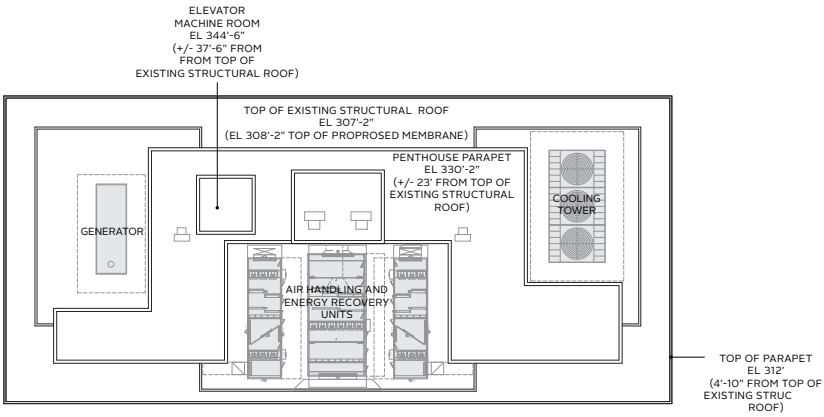 ELEVATOR
MACHINE ROOM
EL 344'-6"
(+/- 37'-6" FROM
FROM TOP OF
EXISTING STRUCTURAL ROOF)
TOP OF EXISTING STRUCTURAL ROOF
EL 307'-2"
(EL 308'-2" TOP OF PROPROSED MEMBRANE)
PENTHOUSE PARAPET
EL 330'-2"
(+/- 23' FROM TOP OF
EXISTING STRUCTURAL
ROOF)
COOLING
TOWER
GENERATOR
AIR HANDLING AND
ENERGY RECOVERY
UNITS
TOP OF PARAPET
EL 312'
(4'-10" FROM TOP OF
EXISTING STRUC
ROOF)